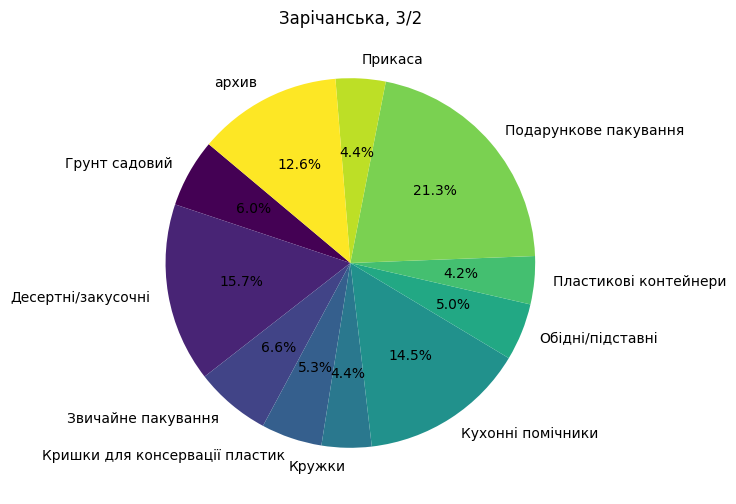 Зарічанська, 3/2
Прикаса
архив
Подарункове пакування
4.4%
12.6%
Грунт садовий
21.3%
6.0%
4.2%
Пластикові контейнери
15.7%
Десертні/закусочні
5.0%
Обідні/підставні
6.6%
14.5%
5.3%
4.4%
Звичайне пакування
Кухонні помічники
Кришки для консервації пластик
Кружки